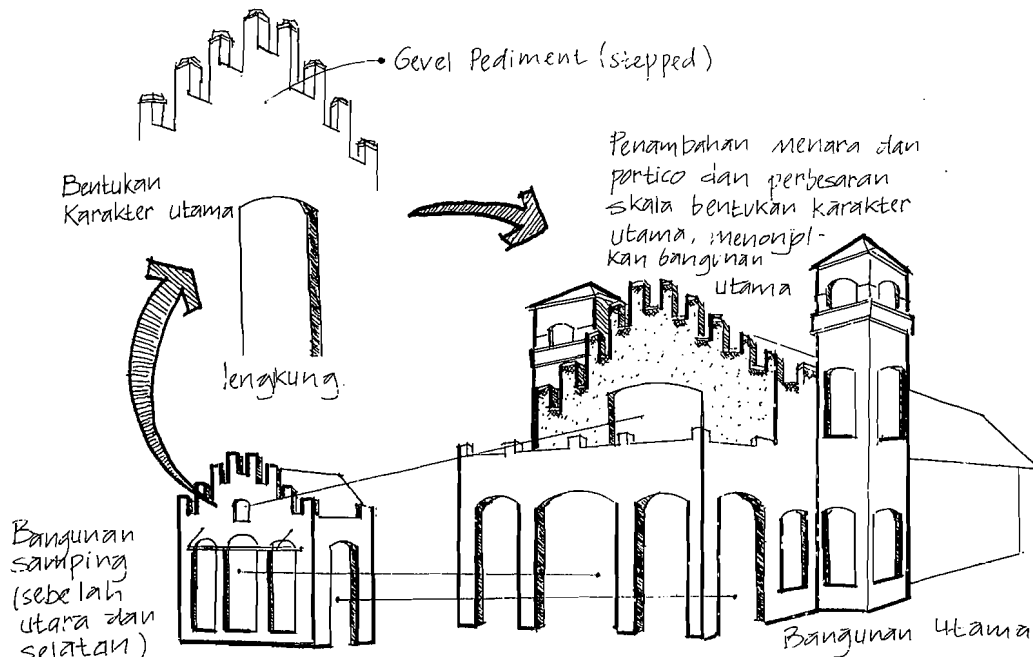 Gevel Pediment (stepped)
Bentukan
Karakter utama
lengkung.
Penambahan menara dan
portico dan perbesaran
skala bentukan karakter
utama, menonjol-
kan bangunan
utama
Bangunan
samping
(sebelah
utara dan
selatan)
Bangunan Utama